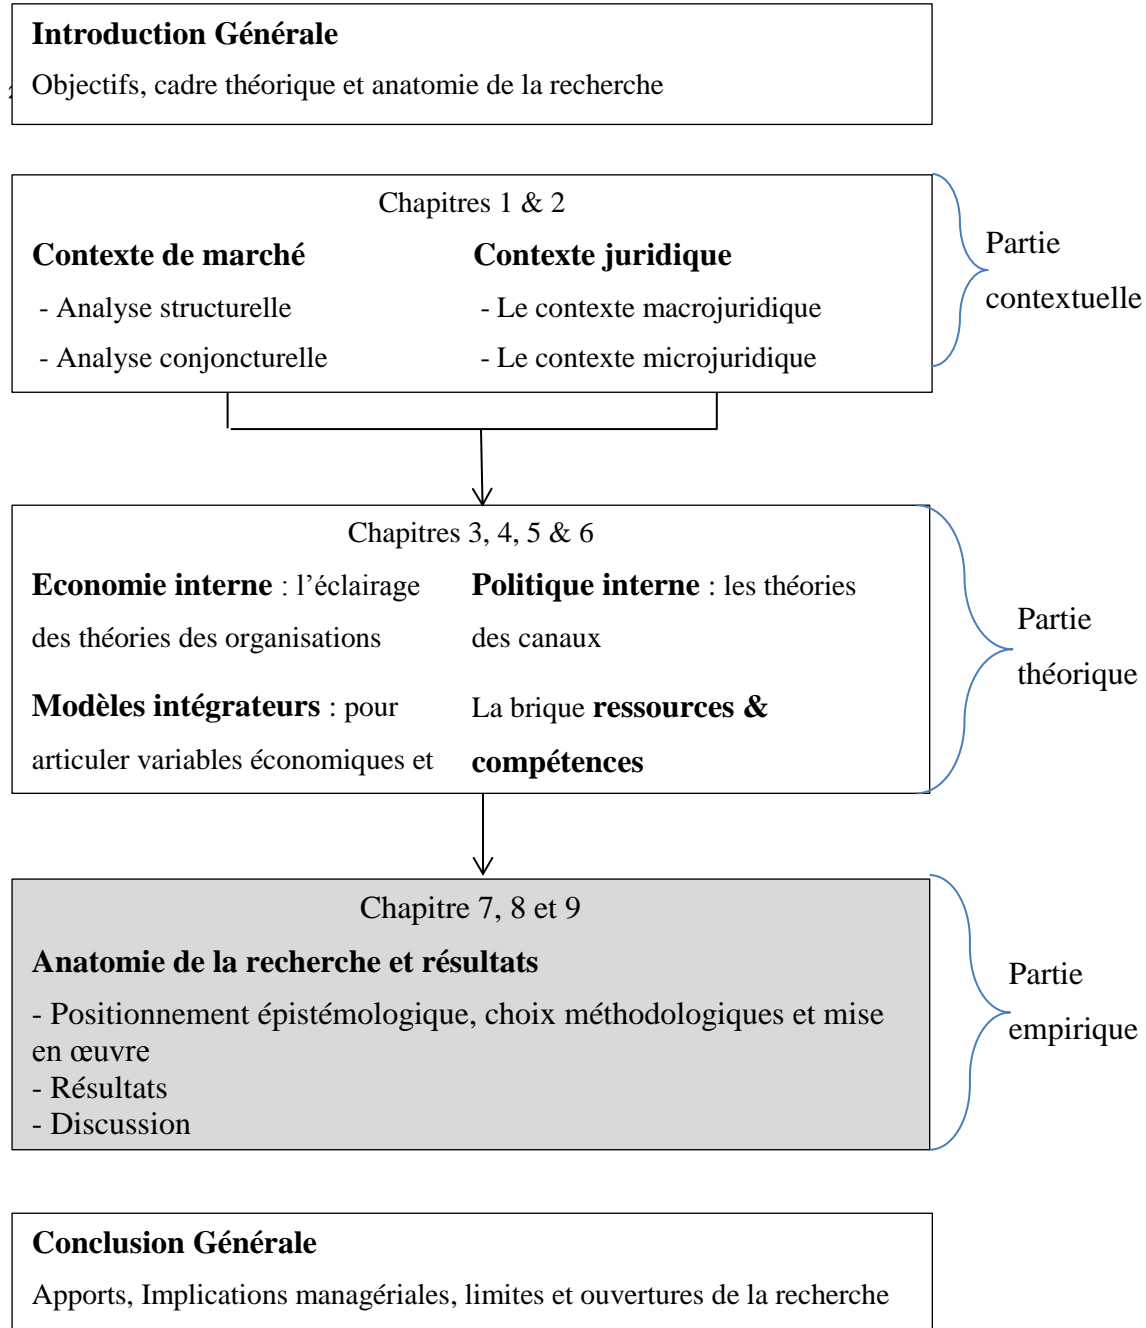 Introduction Générale
Objectifs, cadre théorique et anatomie de la recherche
Chapitres 1 & 2
Contexte de marché
- Analyse structurelle
- Analyse conjoncturelle
Contexte juridique
- Le contexte macrojuridique
- Le contexte microjuridique
Partie
contextuelle
Chapitres 3, 4, 5 & 6
Economie interne : l’éclairage
des théories des organisations
Politique interne : les théories
des canaux
Modèles intégrateurs : pour
articuler variables économiques et
La brique ressources &
compétences
Partie
théorique
Chapitre 7, 8 et 9
Anatomie de la recherche et résultats
- Positionnement épistémologique, choix méthodologiques et mise
en œuvre
- Résultats
- Discussion
Partie
empirique
Conclusion Générale
Apports, Implications managériales, limites et ouvertures de la recherche